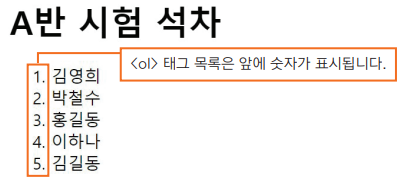 A반 시험 석차
<ol> 태그 목록은 앞에 숫자가 표시됩니다.
1. 김영희
2. 박철수
3. 홍길동
4. 이하나
5. 김길동